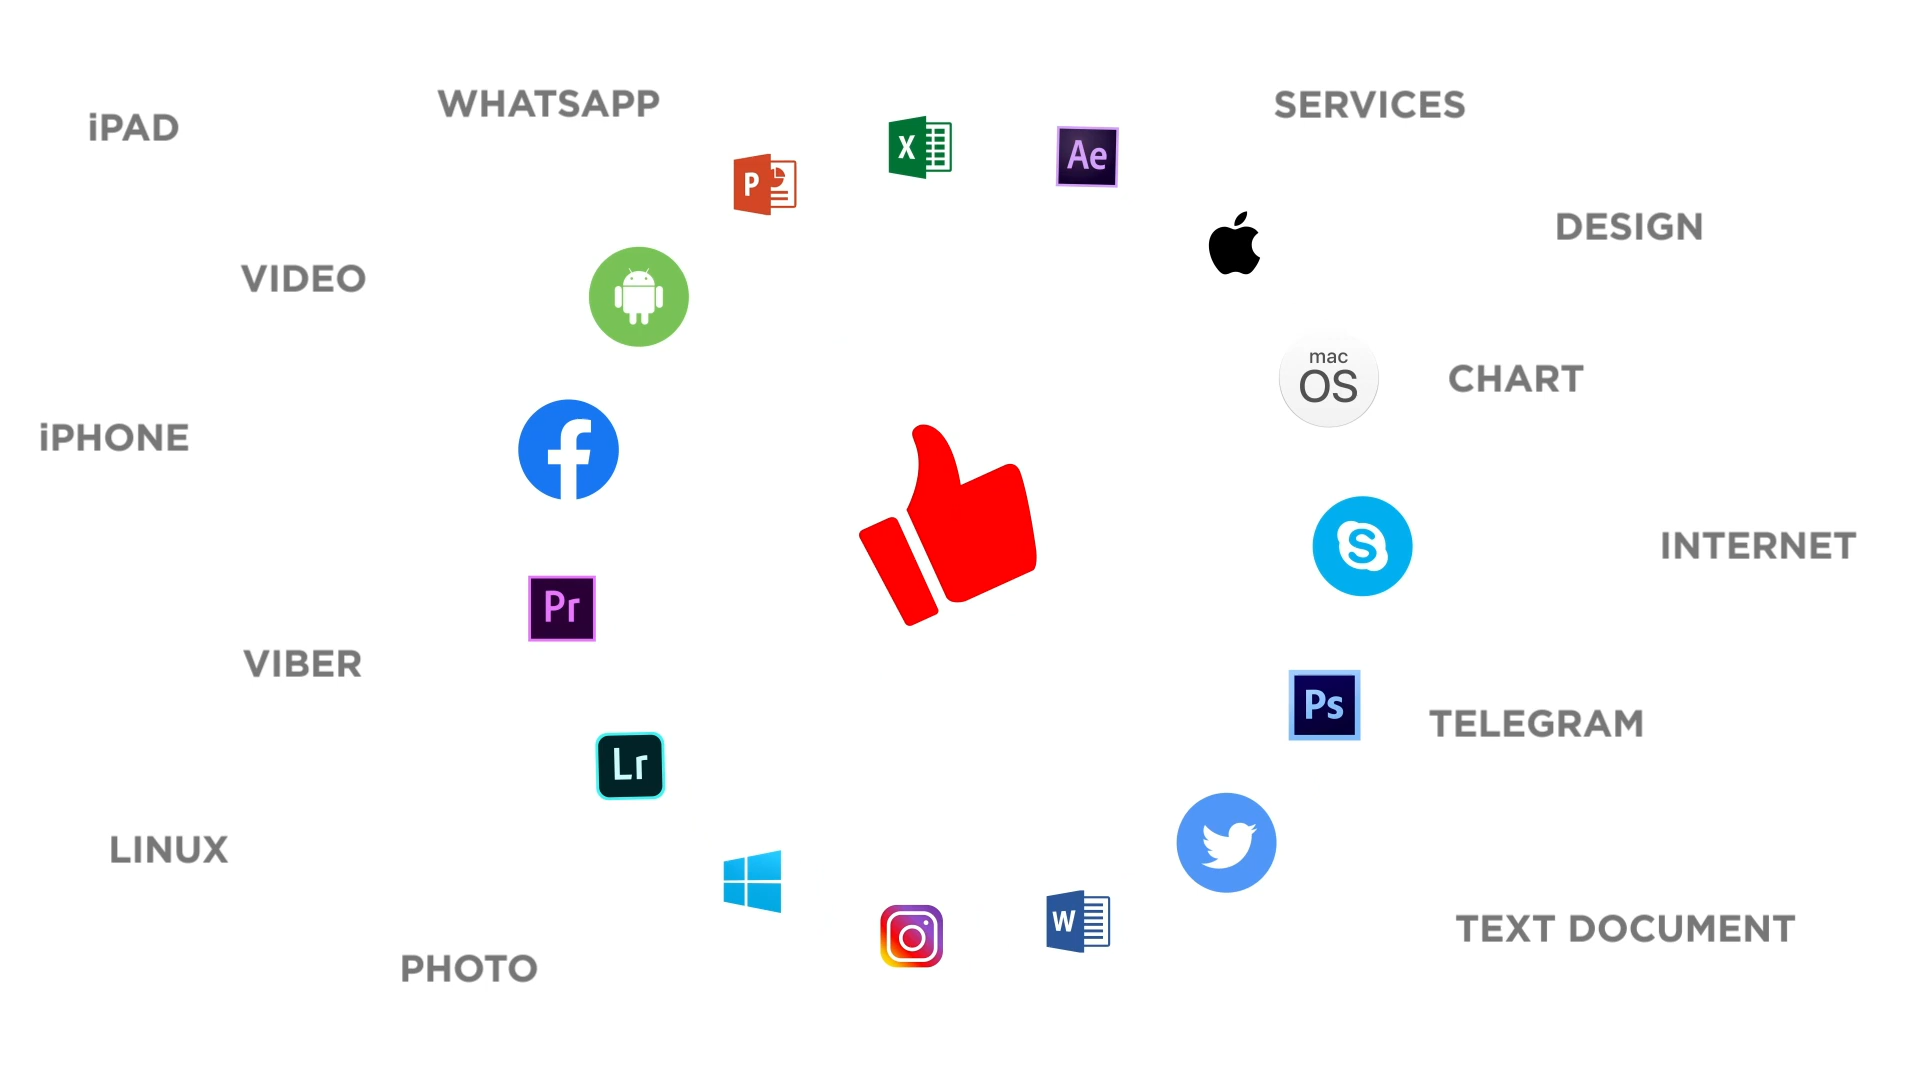 WHATSAPP
SERVICES
iPAD
X
Ae
P
DESIGN
VIDEO
mac
OS
CHART
iPHONE
f
S
INTERNET
Pr
VIBER
Ps
TELEGRAM
Lr
LINUX
W
TEXT DOCUMENT
PHOTO